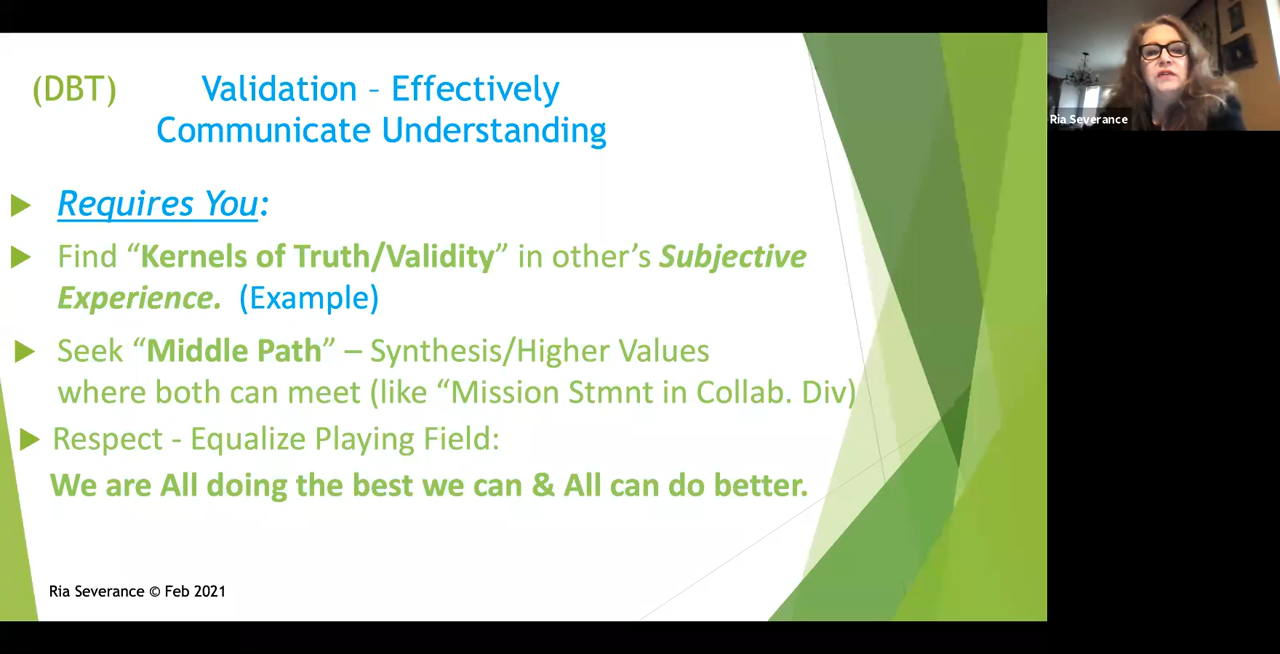 (DBT) Validation – Effectively
Communicate Understanding
Requires You:
Find “Kernels of Truth/Validity” in other’s Subjective
Experience. (Example)
Seek “Middle Path” – Synthesis/Higher Values
where both can meet (like “Mission Stmnt in Collab. Div)
Respect - Equalize Playing Field:
We are All doing the best we can & All can do better.
Ria Severance © Feb 2021
Ria Severance